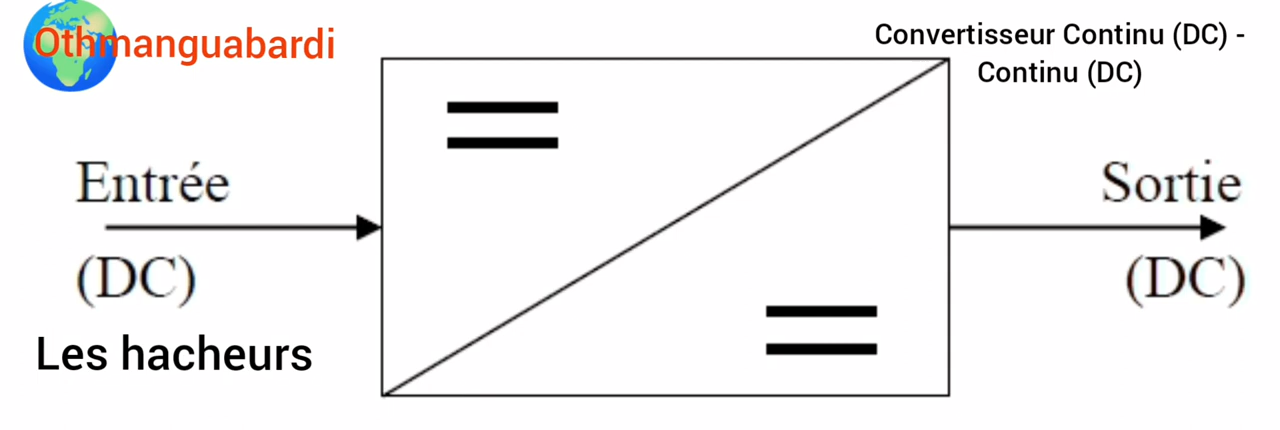 Othmanguabardi
Convertisseur Continu (DC) -
Continu (DC)
Entrée
(DC)
Sortie
(DC)
Les hacheurs